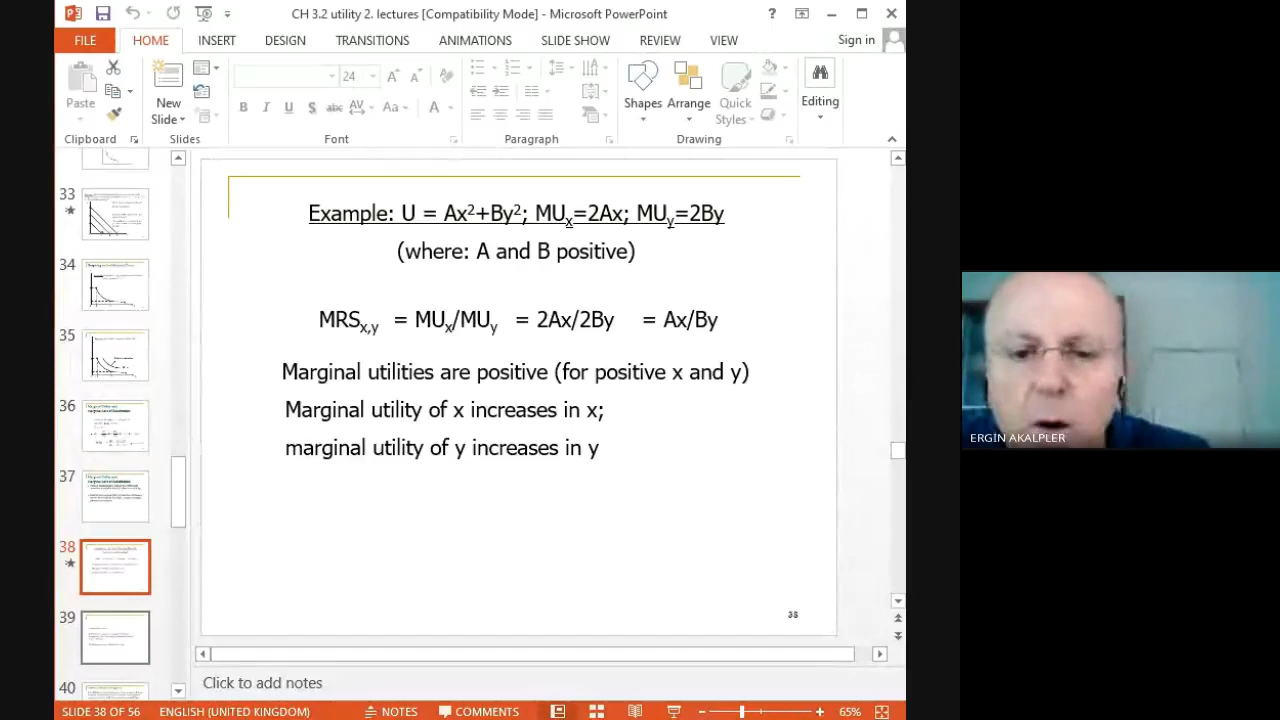 CH 3.2 utility 2. lectures [Compatibility Mode] - Microsoft PowerPoint
FILE HOME INSERT DESIGN TRANSITIONS ANIMATIONS SLIDE SHOW REVIEW VIEW Sign in
24
Paste New Slide Shapes Arrange Quick Styles Editing
Clipboard Slides Font Paragraph Drawing
33
34
35
36
37
38
39
40
Example: U = Ax²+By²; MUx=2Ax; MUy=2By
(where: A and B positive)
MRSx,y = MUx/MUy = 2Ax/2By = Ax/By
Marginal utilities are positive (for positive x and y)
Marginal utility of x increases in x;
marginal utility of y increases in y
38
Click to add notes
SLIDE 38 OF 56 ENGLISH (UNITED KINGDOM) NOTES COMMENTS 65%
ERGIN AKALPLER